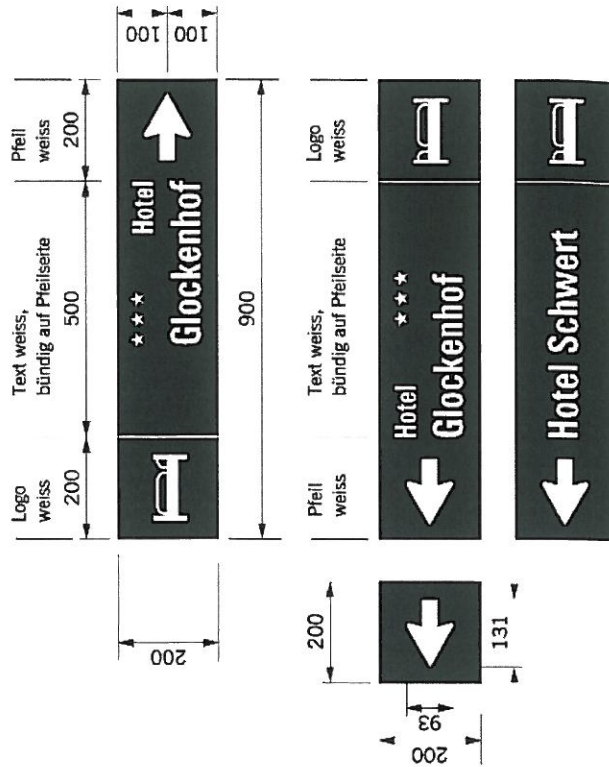 Logo
weiss
Text weiss,
bündig auf Pfeilseite
Pfeil
weiss
200
500
200
100
100
★★★
Hotel
Glockenhof
200
900
Pfeil
weiss
Text weiss,
bündig auf Pfeilseite
Logo
weiss
200
Hotel
★★★
Glockenhof
200
93
131
Hotel Schwert